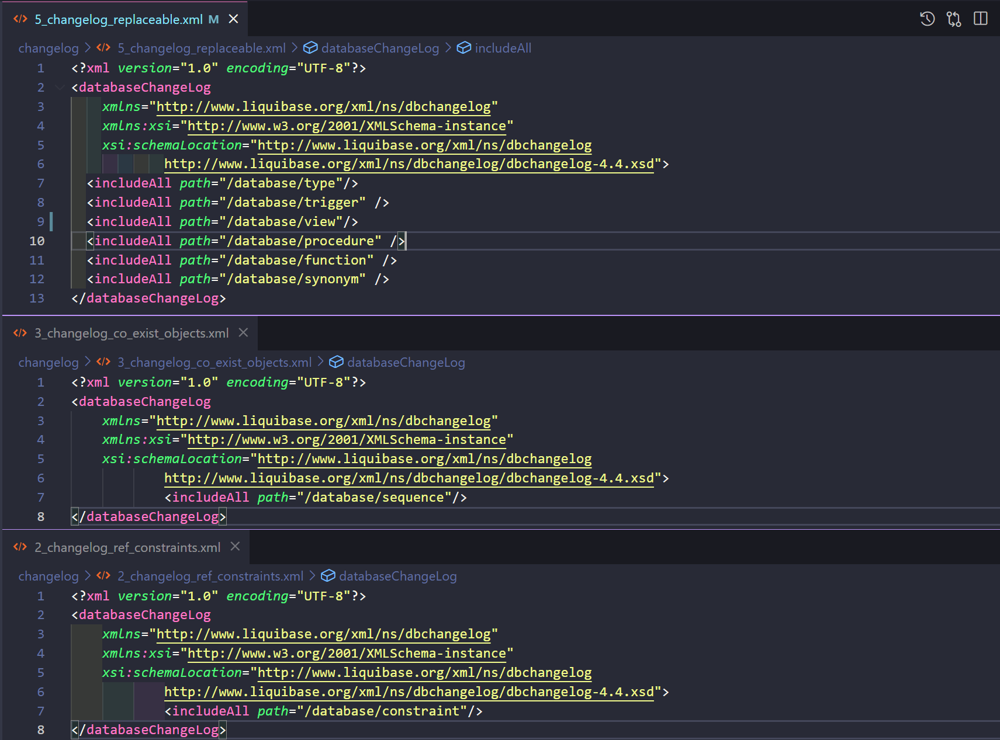 5_changelog_replaceable.xml M
changelog > 5_changelog_replaceable.xml > databaseChangeLog > includeAll
1 <?xml version="1.0" encoding="UTF-8"?>
2 <databaseChangeLog
3 xmlns="http://www.liquibase.org/xml/ns/dbchangelog"
4 xmlns:xsi="http://www.w3.org/2001/XMLSchema-instance"
5 xsi:schemaLocation="http://www.liquibase.org/xml/ns/dbchangelog
6 http://www.liquibase.org/xml/ns/dbchangelog/dbchangelog-4.4.xsd">
7 <includeAll path="/database/type"/>
8 <includeAll path="/database/trigger" />
9 <includeAll path="/database/view"/>
10 <includeAll path="/database/procedure" />
11 <includeAll path="/database/function" />
12 <includeAll path="/database/synonym" />
13 </databaseChangeLog>
3_changelog_co_exist_objects.xml
changelog > 3_changelog_co_exist_objects.xml > databaseChangeLog
1 <?xml version="1.0" encoding="UTF-8"?>
2 <databaseChangeLog
3 xmlns="http://www.liquibase.org/xml/ns/dbchangelog"
4 xmlns:xsi="http://www.w3.org/2001/XMLSchema-instance"
5 xsi:schemaLocation="http://www.liquibase.org/xml/ns/dbchangelog
6 http://www.liquibase.org/xml/ns/dbchangelog/dbchangelog-4.4.xsd">
7 <includeAll path="/database/sequence"/>
8 </databaseChangeLog>
2_changelog_ref_constraints.xml
changelog > 2_changelog_ref_constraints.xml > databaseChangeLog
1 <?xml version="1.0" encoding="UTF-8"?>
2 <databaseChangeLog
3 xmlns="http://www.liquibase.org/xml/ns/dbchangelog"
4 xmlns:xsi="http://www.w3.org/2001/XMLSchema-instance"
5 xsi:schemaLocation="http://www.liquibase.org/xml/ns/dbchangelog
6 http://www.liquibase.org/xml/ns/dbchangelog/dbchangelog-4.4.xsd">
7 <includeAll path="/database/constraint"/>
8 </databaseChangeLog>